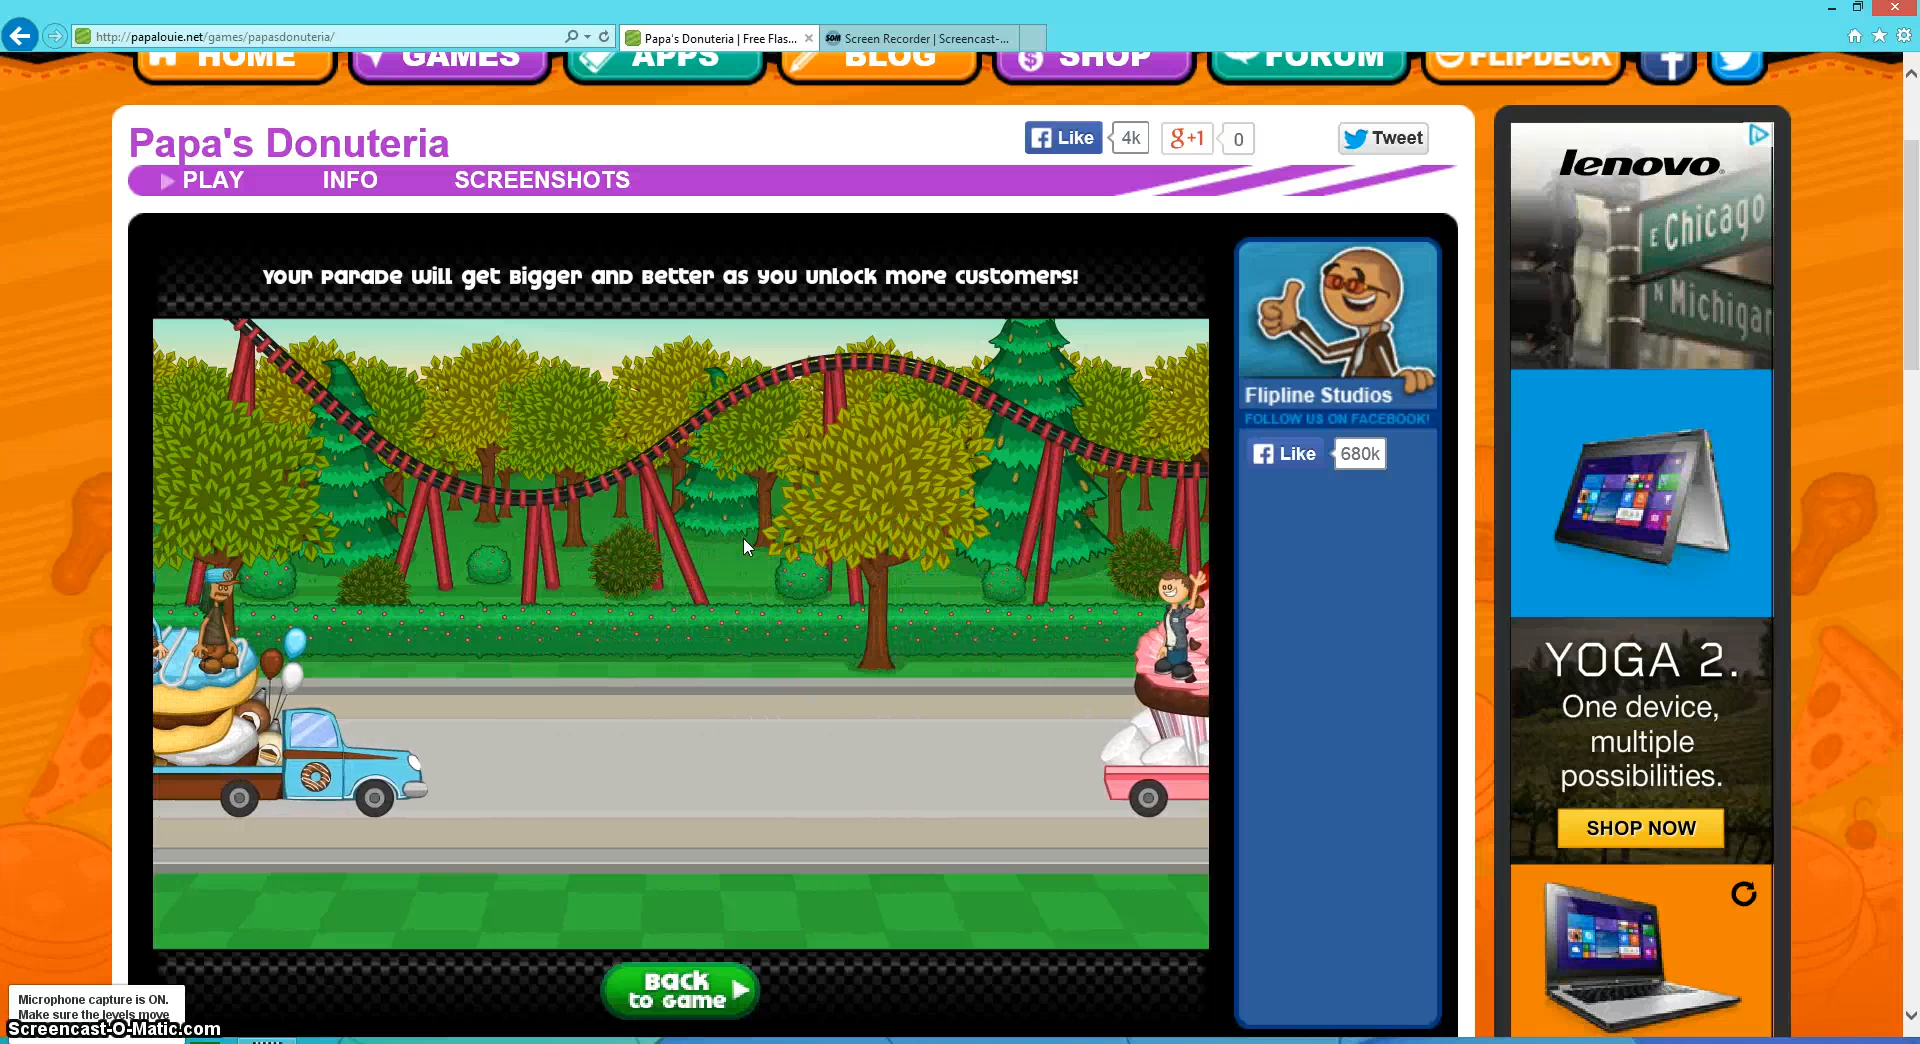 http://papalouie.net/games/papasdonuteria/
Papa's Donuteria | Free Flas...
Screen Recorder | Screencast-...
HOME
GAMES
APPS
BLOG
SHOP
FORUM
FLIPDECK
Papa's Donuteria
Like
4k
g+1
0
Tweet
PLAY
INFO
SCREENSHOTS
Your Parade will get Bigger and Better as you unlock more customers!
Flipline Studios
FOLLOW US ON FACEBOOK!
Like
680k
Back
to game
lenovo
E Chicago
N Michigan
YOGA 2.
One device,
multiple
possibilities.
SHOP NOW
Microphone capture is ON.
Make sure the levels move
Screencast-O-Matic.com